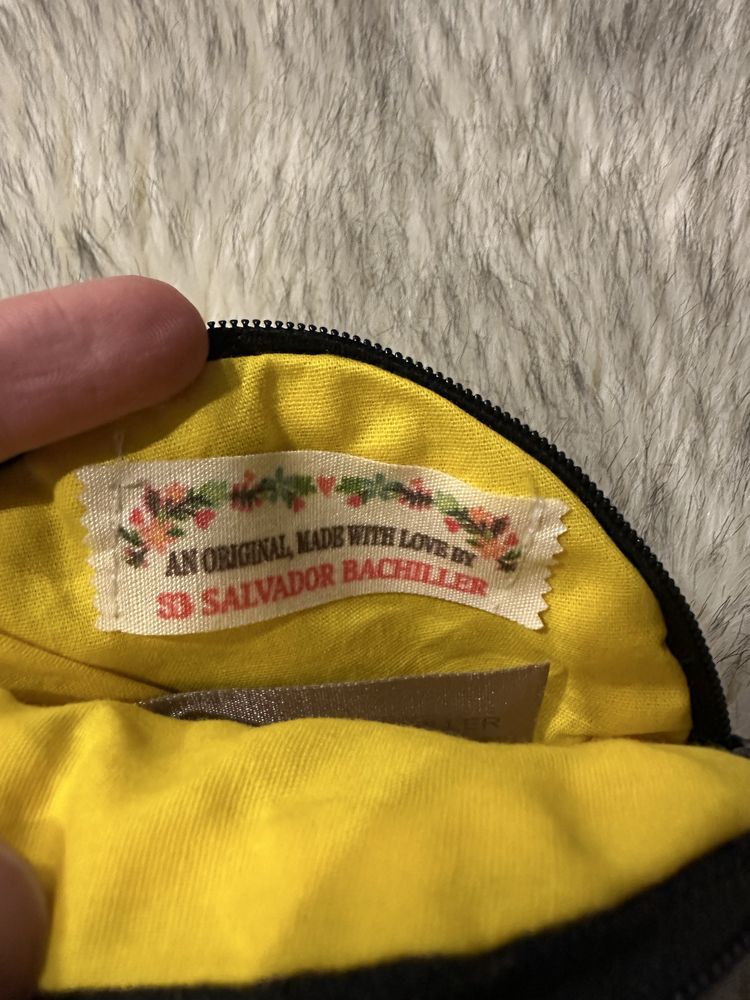 AN ORIGINAL, MADE WITH LOVE BY
SB SALVADOR BACHILLER